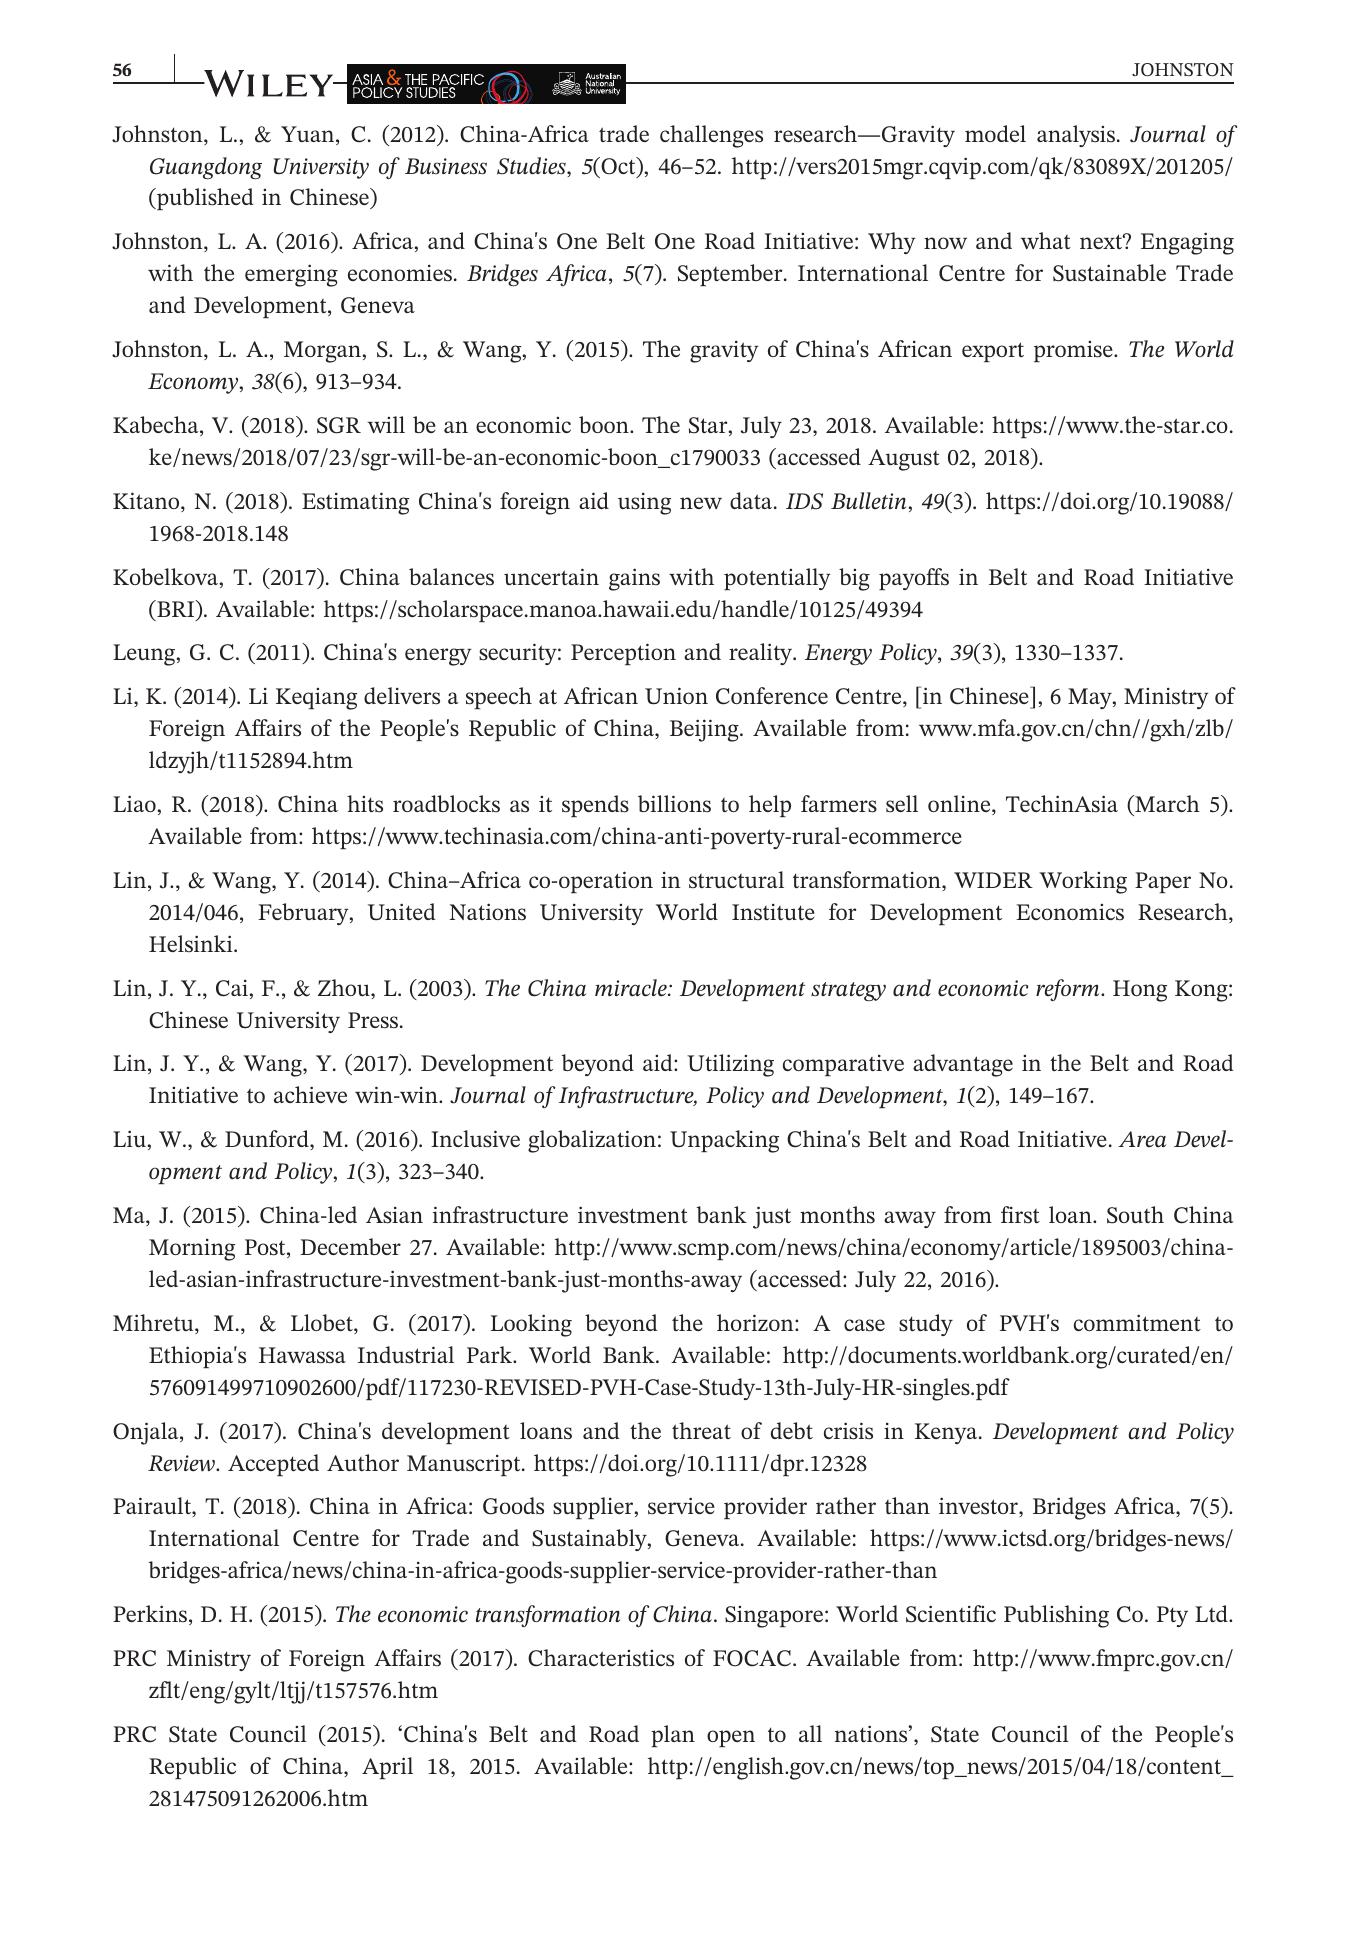 56
WILEY
ASIA & THE PACIFIC
POLICY STUDIES
Australian
National
University
JOHNSTON
Johnston, L., & Yuan, C. (2012). China-Africa trade challenges research—Gravity model analysis. Journal of
Guangdong University of Business Studies, 5(Oct), 46–52. http://vers2015mgr.cqvip.com/qk/83089X/201205/
(published in Chinese)
Johnston, L. A. (2016). Africa, and China's One Belt One Road Initiative: Why now and what next? Engaging
with the emerging economies. Bridges Africa, 5(7). September. International Centre for Sustainable Trade
and Development, Geneva
Johnston, L. A., Morgan, S. L., & Wang, Y. (2015). The gravity of China's African export promise. The World
Economy, 38(6), 913–934.
Kabecha, V. (2018). SGR will be an economic boon. The Star, July 23, 2018. Available: https://www.the-star.co.
ke/news/2018/07/23/sgr-will-be-an-economic-boon_c1790033 (accessed August 02, 2018).
Kitano, N. (2018). Estimating China's foreign aid using new data. IDS Bulletin, 49(3). https://doi.org/10.19088/
1968-2018.148
Kobelkova, T. (2017). China balances uncertain gains with potentially big payoffs in Belt and Road Initiative
(BRI). Available: https://scholarspace.manoa.hawaii.edu/handle/10125/49394
Leung, G. C. (2011). China's energy security: Perception and reality. Energy Policy, 39(3), 1330–1337.
Li, K. (2014). Li Keqiang delivers a speech at African Union Conference Centre, [in Chinese], 6 May, Ministry of
Foreign Affairs of the People's Republic of China, Beijing. Available from: www.mfa.gov.cn/chn//gxh/zlb/
ldzyjh/t1152894.htm
Liao, R. (2018). China hits roadblocks as it spends billions to help farmers sell online, TechinAsia (March 5).
Available from: https://www.techinasia.com/china-anti-poverty-rural-ecommerce
Lin, J., & Wang, Y. (2014). China–Africa co-operation in structural transformation, WIDER Working Paper No.
2014/046, February, United Nations University World Institute for Development Economics Research,
Helsinki.
Lin, J. Y., Cai, F., & Zhou, L. (2003). The China miracle: Development strategy and economic reform. Hong Kong:
Chinese University Press.
Lin, J. Y., & Wang, Y. (2017). Development beyond aid: Utilizing comparative advantage in the Belt and Road
Initiative to achieve win-win. Journal of Infrastructure, Policy and Development, 1(2), 149–167.
Liu, W., & Dunford, M. (2016). Inclusive globalization: Unpacking China's Belt and Road Initiative. Area Devel-
opment and Policy, 1(3), 323–340.
Ma, J. (2015). China-led Asian infrastructure investment bank just months away from first loan. South China
Morning Post, December 27. Available: http://www.scmp.com/news/china/economy/article/1895003/china-
led-asian-infrastructure-investment-bank-just-months-away (accessed: July 22, 2016).
Mihretu, M., & Llobet, G. (2017). Looking beyond the horizon: A case study of PVH's commitment to
Ethiopia's Hawassa Industrial Park. World Bank. Available: http://documents.worldbank.org/curated/en/
576091499710902600/pdf/117230-REVISED-PVH-Case-Study-13th-July-HR-singles.pdf
Onjala, J. (2017). China's development loans and the threat of debt crisis in Kenya. Development and Policy
Review. Accepted Author Manuscript. https://doi.org/10.1111/dpr.12328
Pairault, T. (2018). China in Africa: Goods supplier, service provider rather than investor, Bridges Africa, 7(5).
International Centre for Trade and Sustainably, Geneva. Available: https://www.ictsd.org/bridges-news/
bridges-africa/news/china-in-africa-goods-supplier-service-provider-rather-than
Perkins, D. H. (2015). The economic transformation of China. Singapore: World Scientific Publishing Co. Pty Ltd.
PRC Ministry of Foreign Affairs (2017). Characteristics of FOCAC. Available from: http://www.fmprc.gov.cn/
zflt/eng/gylt/ltjj/t157576.htm
PRC State Council (2015). ‘China's Belt and Road plan open to all nations’, State Council of the People's
Republic of China, April 18, 2015. Available: http://english.gov.cn/news/top_news/2015/04/18/content_
281475091262006.htm